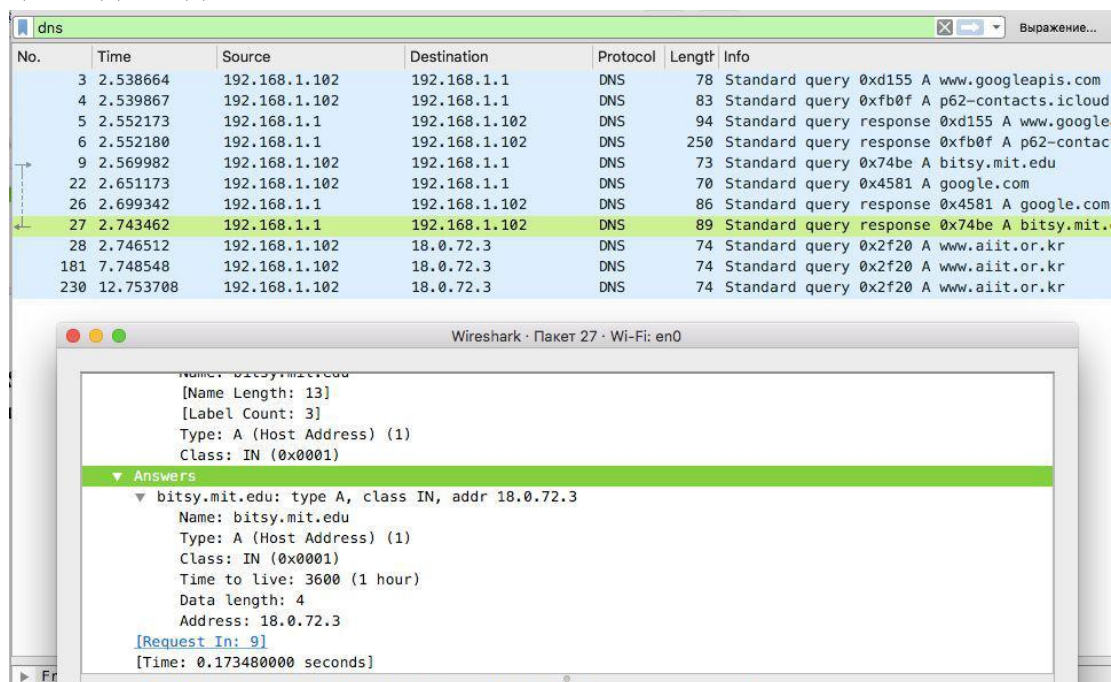 dns Выражение...
No. Time Source Destination Protocol Length Info
3 2.538664 192.168.1.102 192.168.1.1 DNS 78 Standard query 0xd155 A www.googleapis.com
4 2.539867 192.168.1.102 192.168.1.1 DNS 83 Standard query 0xfb0f A p62-contacts.icloud
5 2.552173 192.168.1.1 192.168.1.102 DNS 94 Standard query response 0xd155 A www.google
6 2.552180 192.168.1.1 192.168.1.102 DNS 250 Standard query response 0xfb0f A p62-contac
9 2.569982 192.168.1.102 192.168.1.1 DNS 73 Standard query 0x74be A bitsy.mit.edu
22 2.651173 192.168.1.102 192.168.1.1 DNS 70 Standard query 0x4581 A google.com
26 2.699342 192.168.1.1 192.168.1.102 DNS 86 Standard query response 0x4581 A google.com
27 2.743462 192.168.1.1 192.168.1.102 DNS 89 Standard query response 0x74be A bitsy.mit.
28 2.746512 192.168.1.102 18.0.72.3 DNS 74 Standard query 0x2f20 A www.aiit.or.kr
181 7.748548 192.168.1.102 18.0.72.3 DNS 74 Standard query 0x2f20 A www.aiit.or.kr
230 12.753708 192.168.1.102 18.0.72.3 DNS 74 Standard query 0x2f20 A www.aiit.or.kr
Wireshark · Пакет 27 · Wi-Fi: en0
Name: bitsy.mit.edu
[Name Length: 13]
[Label Count: 3]
Type: A (Host Address) (1)
Class: IN (0x0001)
▼ Answers
▼ bitsy.mit.edu: type A, class IN, addr 18.0.72.3
Name: bitsy.mit.edu
Type: A (Host Address) (1)
Class: IN (0x0001)
Time to live: 3600 (1 hour)
Data length: 4
Address: 18.0.72.3
[Request In: 9]
[Time: 0.173480000 seconds]
▶ Fr